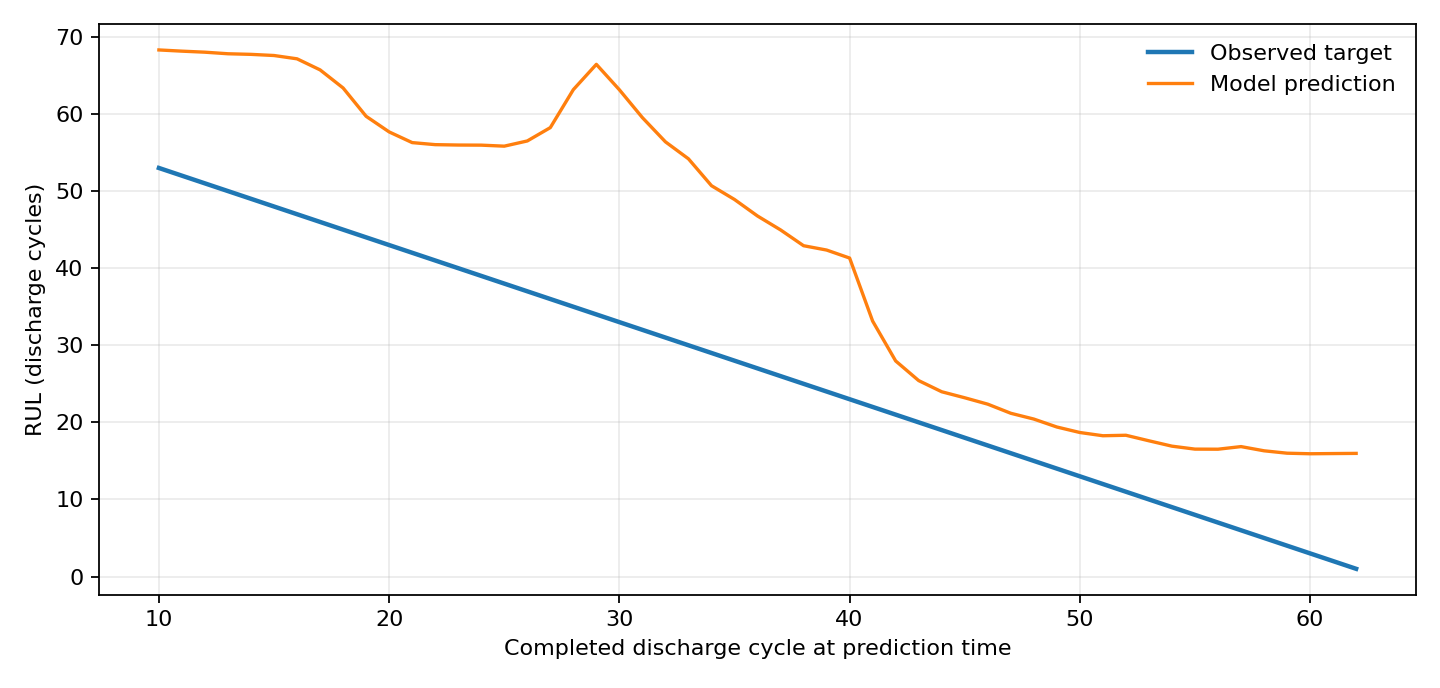 70
60
50
40
30
20
10
0
RUL (discharge cycles)
Observed target
Model prediction
10 20 30 40 50 60
Completed discharge cycle at prediction time